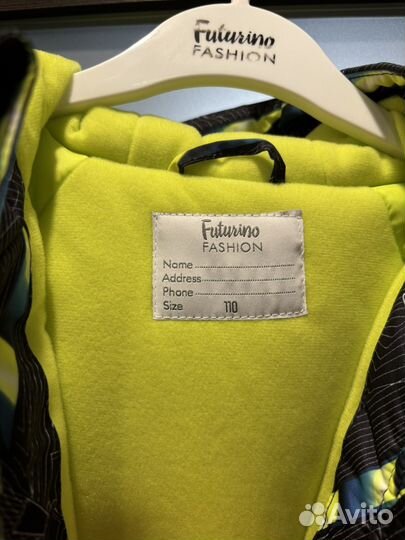 Futurino
FASHION
Futurino
FASHION
Name
Address
Phone
Size 110
Avito